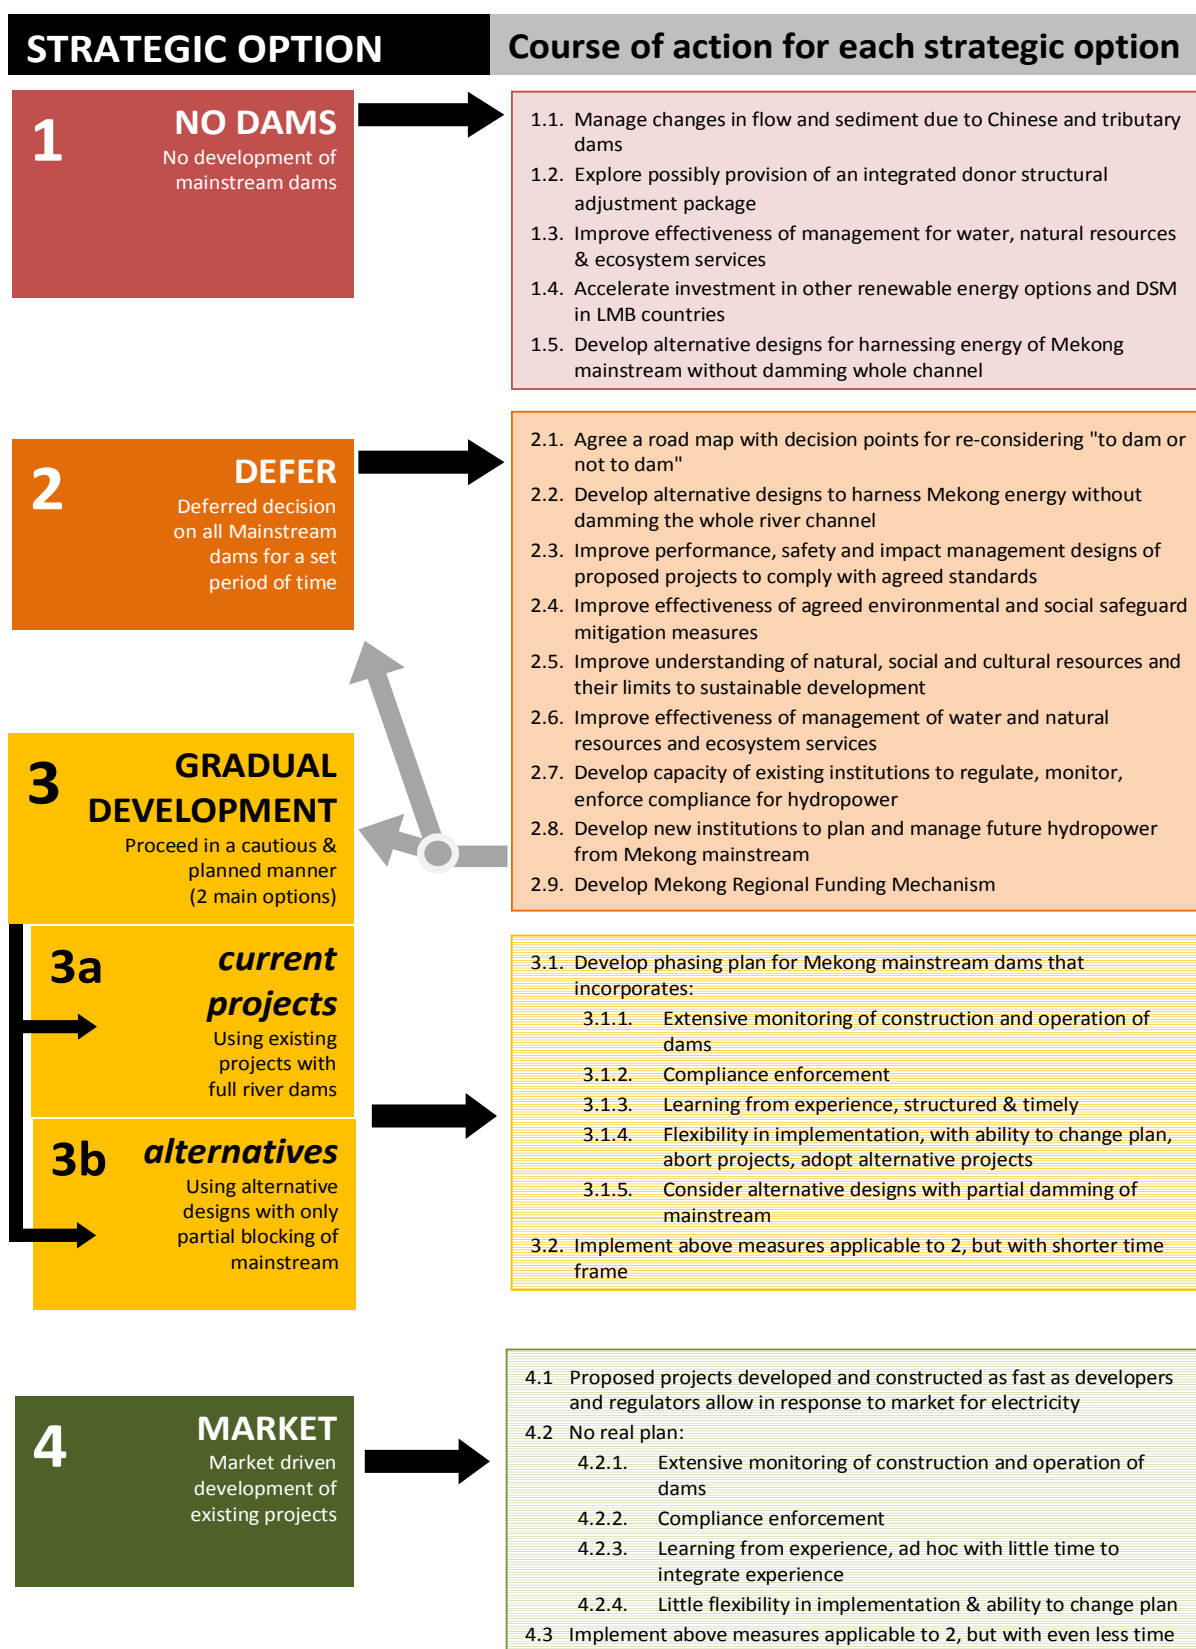 STRATEGIC OPTION
Course of action for each strategic option
1
NO DAMS
No development of
mainstream dams
1.1. Manage changes in flow and sediment due to Chinese and tributary
dams
1.2. Explore possibly provision of an integrated donor structural
adjustment package
1.3. Improve effectiveness of management for water, natural resources
& ecosystem services
1.4. Accelerate investment in other renewable energy options and DSM
in LMB countries
1.5. Develop alternative designs for harnessing energy of Mekong
mainstream without damming whole channel
2
DEFER
Deferred decision
on all Mainstream
dams for a set
period of time
2.1. Agree a road map with decision points for re-considering "to dam or
not to dam"
2.2. Develop alternative designs to harness Mekong energy without
damming the whole river channel
2.3. Improve performance, safety and impact management designs of
proposed projects to comply with agreed standards
2.4. Improve effectiveness of agreed environmental and social safeguard
mitigation measures
2.5. Improve understanding of natural, social and cultural resources and
their limits to sustainable development
2.6. Improve effectiveness of management of water and natural
resources and ecosystem services
2.7. Develop capacity of existing institutions to regulate, monitor,
enforce compliance for hydropower
2.8. Develop new institutions to plan and manage future hydropower
from Mekong mainstream
2.9. Develop Mekong Regional Funding Mechanism
3
GRADUAL
DEVELOPMENT
Proceed in a cautious &
planned manner
(2 main options)
3a
current
projects
Using existing
projects with
full river dams
3b
alternatives
Using alternative
designs with only
partial blocking of
mainstream
3.1. Develop phasing plan for Mekong mainstream dams that
incorporates:
3.1.1. Extensive monitoring of construction and operation of
dams
3.1.2. Compliance enforcement
3.1.3. Learning from experience, structured & timely
3.1.4. Flexibility in implementation, with ability to change plan,
abort projects, adopt alternative projects
3.1.5. Consider alternative designs with partial damming of
mainstream
3.2. Implement above measures applicable to 2, but with shorter time
frame
4
MARKET
Market driven
development of
existing projects
4.1 Proposed projects developed and constructed as fast as developers
and regulators allow in response to market for electricity
4.2 No real plan:
4.2.1. Extensive monitoring of construction and operation of
dams
4.2.2. Compliance enforcement
4.2.3. Learning from experience, ad hoc with little time to
integrate experience
4.2.4. Little flexibility in implementation & ability to change plan
4.3 Implement above measures applicable to 2, but with even less time